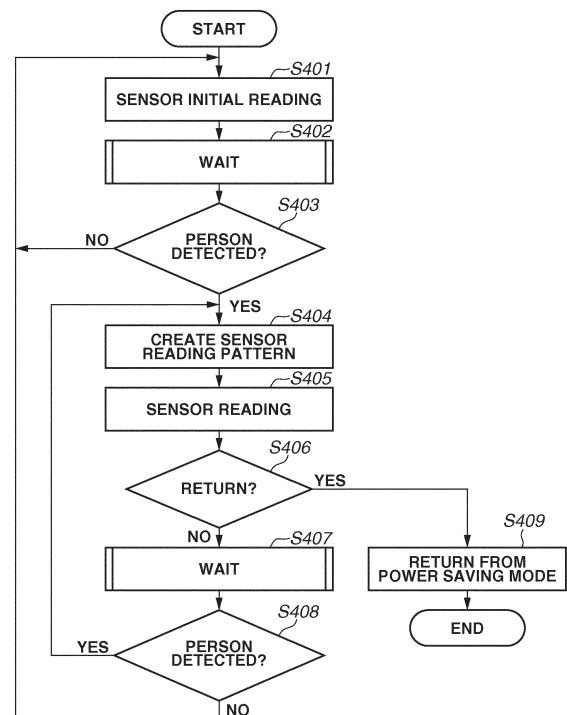 START
S401
SENSOR INITIAL READING
S402
WAIT
S403
NO
PERSON
DETECTED?
YES
S404
CREATE SENSOR
READING PATTERN
S405
SENSOR READING
S406
RETURN?
YES
NO
S407
WAIT
S409
RETURN FROM
POWER SAVING MODE
S408
YES
PERSON
DETECTED?
END
NO